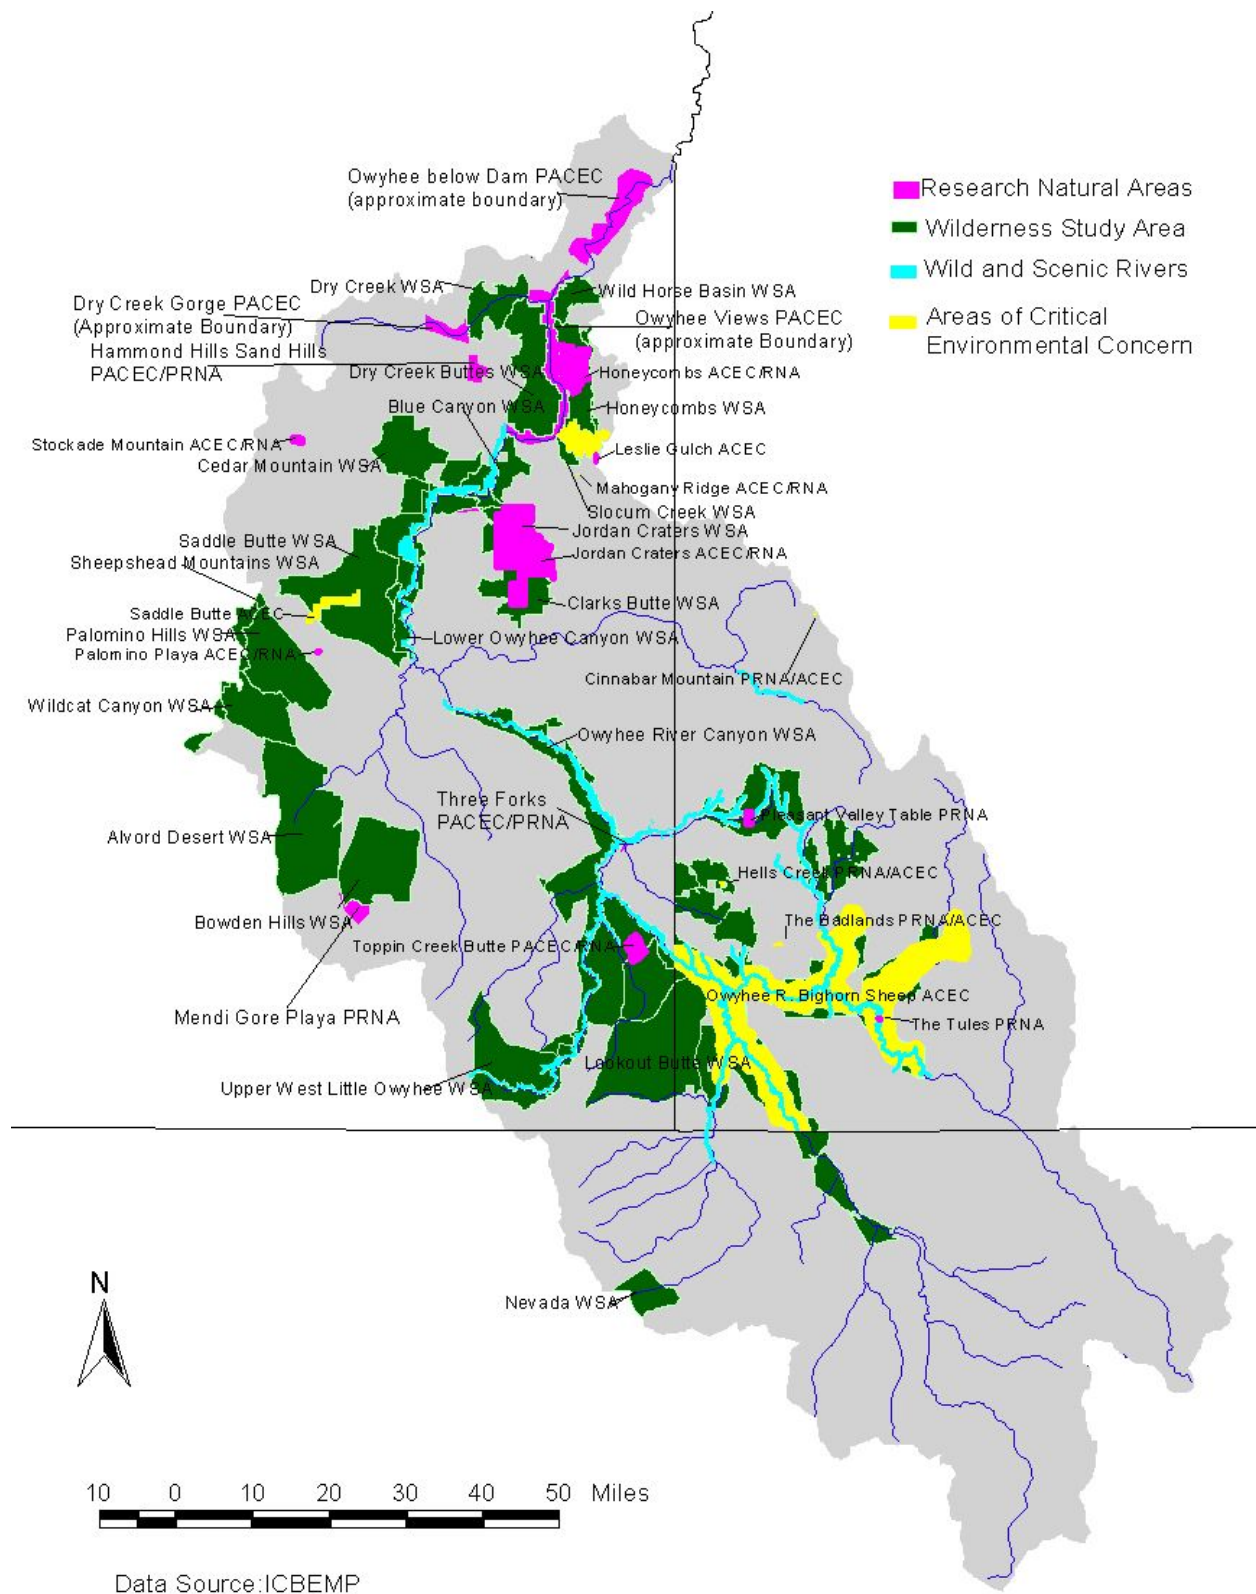 Owyhee below Dam PACEC
(approximate boundary)
Research Natural Areas
Wilderness Study Area
Wild and Scenic Rivers
Areas of Critical
Environmental Concern
Dry Creek WSA
Wild Horse Basin WSA
Dry Creek Gorge PACEC
(Approximate Boundary)
Owyhee Views PACEC
(approximate Boundary)
Hammond Hills Sand Hills
PACEC/PRNA
Dry Creek Buttes WSA
Honeycombs ACEC/RNA
Blue Canyon WSA
Honeycombs WSA
Stockade Mountain ACEC/RNA
Leslie Gulch ACEC
Cedar Mountain WSA
Mahogany Ridge ACEC/RNA
Slocum Creek WSA
Jordan Craters WSA
Saddle Butte WSA
Jordan Craters ACEC/RNA
Sheepshead Mountains WSA
Clarks Butte WSA
Saddle Butte ACEC
Palomino Hills WSA
Lower Owyhee Canyon WSA
Palomino Playa ACEC/RNA
Cinnabar Mountain PRNA/ACEC
Wildcat Canyon WSA
Owyhee River Canyon WSA
Three Forks
PACEC/PRNA
Pleasant Valley Table PRNA
Alvord Desert WSA
Hells Creek PRNA/ACEC
Bowden Hills WSA
The Badlands PRNA/ACEC
Toppin Creek Butte PACEC/RNA
Owyhee R. Bighorn Sheep ACEC
Mendi Gore Playa PRNA
The Tules PRNA
Lookout Butte WSA
Upper West Little Owyhee WSA
N
Nevada WSA
10 0 10 20 30 40 50 Miles
Data Source:ICBEMP